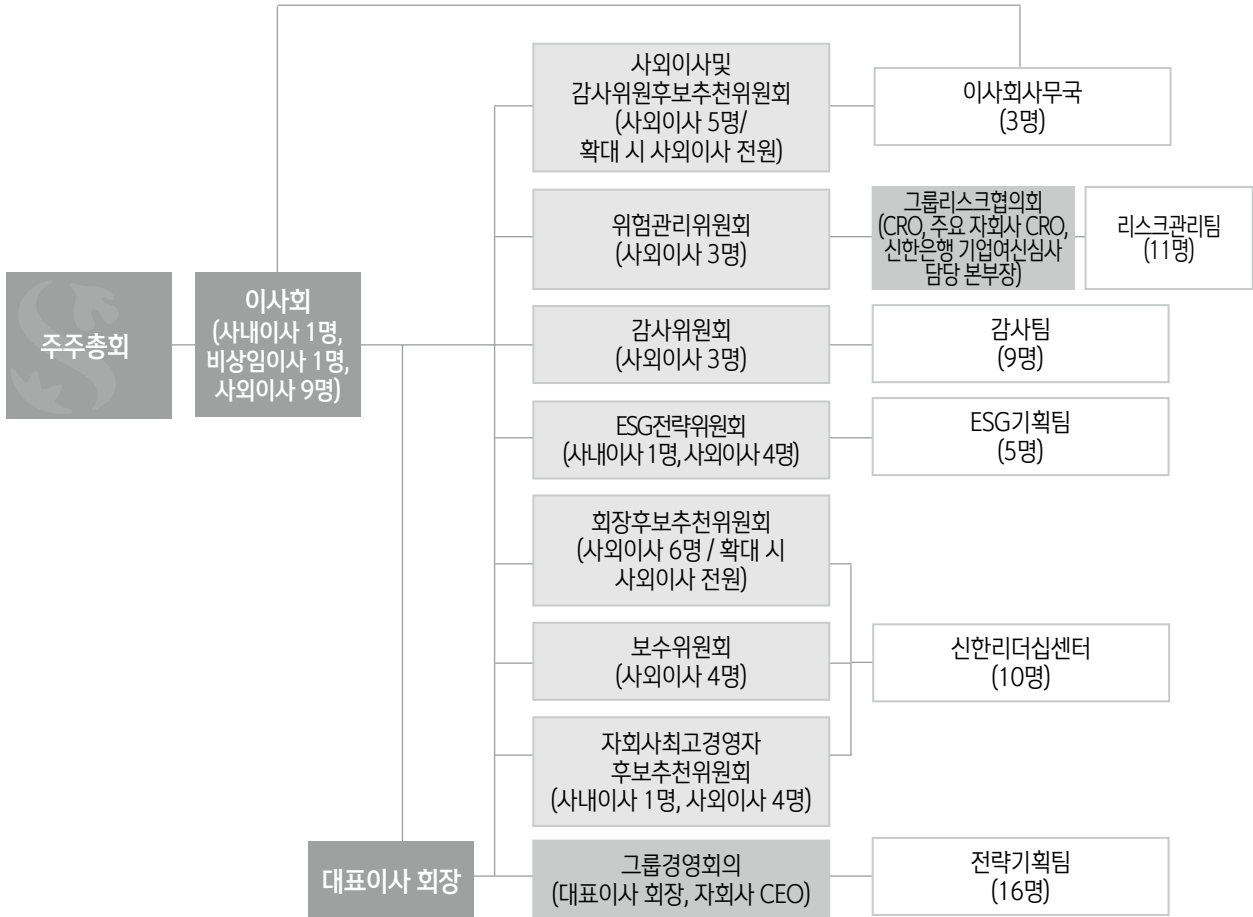 주주총회
이사회
(사내이사 1명,
비상임이사 1명,
사외이사 9명)
사외이사및
감사위원후보추천위원회
(사외이사 5명/
확대 시 사외이사 전원)
이사회사무국
(3명)
위험관리위원회
(사외이사 3명)
그룹리스크협의회
(CRO, 주요 자회사 CRO,
신한은행 기업여신심사
담당 본부장)
리스크관리팀
(11명)
감사위원회
(사외이사 3명)
감사팀
(9명)
ESG전략위원회
(사내이사 1명, 사외이사 4명)
ESG기획팀
(5명)
회장후보추천위원회
(사외이사 6명 / 확대 시
사외이사 전원)
보수위원회
(사외이사 4명)
신한리더십센터
(10명)
자회사최고경영자
후보추천위원회
(사내이사 1명, 사외이사 4명)
대표이사 회장
그룹경영회의
(대표이사 회장, 자회사 CEO)
전략기획팀
(16명)